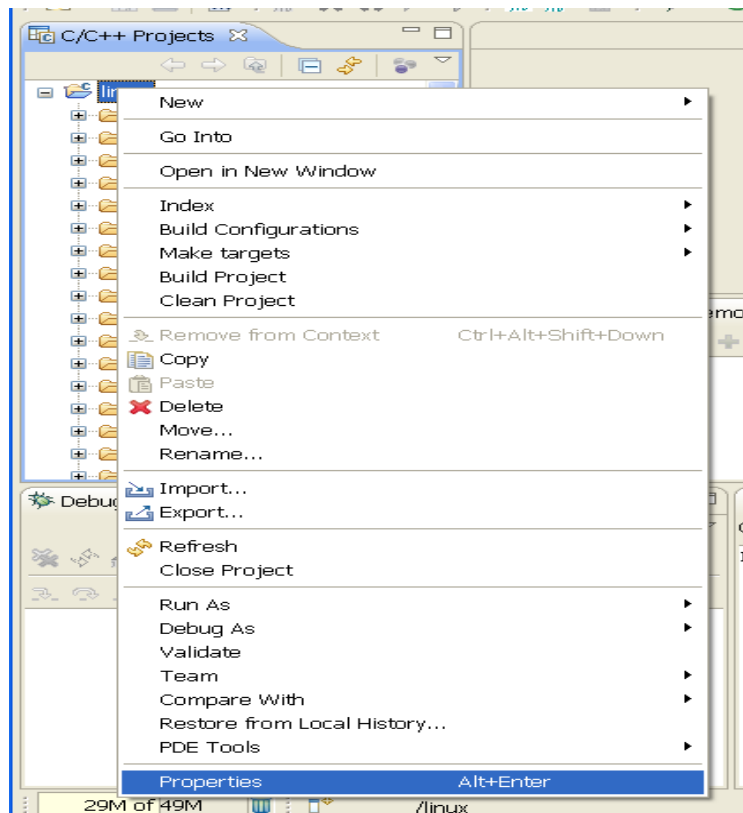 C/C++ Projects
New
Go Into
Open in New Window
Index
Build Configurations
Make targets
Build Project
Clean Project
Remove from Context Ctrl+Alt+Shift+Down
Copy
Paste
Delete
Move...
Rename...
Import...
Export...
Refresh
Close Project
Run As
Debug As
Validate
Team
Compare With
Restore from Local History...
PDE Tools
Properties Alt+Enter
29M of 49M /linux